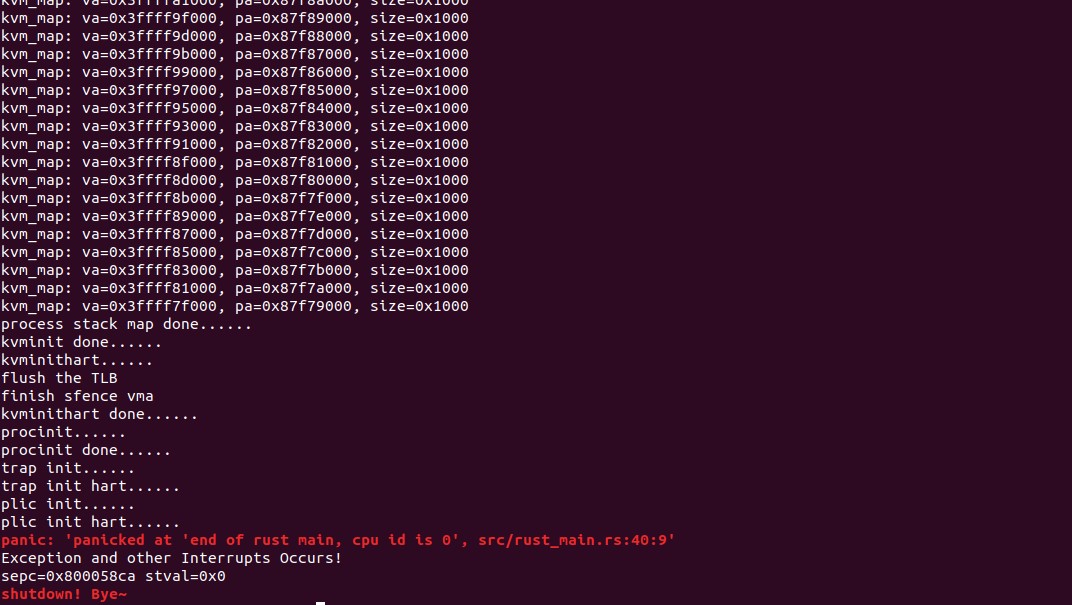 kvm_map: va=0x3ffffa1000, pa=0x87f8a000, size=0x1000
kvm_map: va=0x3ffff9f000, pa=0x87f89000, size=0x1000
kvm_map: va=0x3ffff9d000, pa=0x87f88000, size=0x1000
kvm_map: va=0x3ffff9b000, pa=0x87f87000, size=0x1000
kvm_map: va=0x3ffff99000, pa=0x87f86000, size=0x1000
kvm_map: va=0x3ffff97000, pa=0x87f85000, size=0x1000
kvm_map: va=0x3ffff95000, pa=0x87f84000, size=0x1000
kvm_map: va=0x3ffff93000, pa=0x87f83000, size=0x1000
kvm_map: va=0x3ffff91000, pa=0x87f82000, size=0x1000
kvm_map: va=0x3ffff8f000, pa=0x87f81000, size=0x1000
kvm_map: va=0x3ffff8d000, pa=0x87f80000, size=0x1000
kvm_map: va=0x3ffff8b000, pa=0x87f7f000, size=0x1000
kvm_map: va=0x3ffff89000, pa=0x87f7e000, size=0x1000
kvm_map: va=0x3ffff87000, pa=0x87f7d000, size=0x1000
kvm_map: va=0x3ffff85000, pa=0x87f7c000, size=0x1000
kvm_map: va=0x3ffff83000, pa=0x87f7b000, size=0x1000
kvm_map: va=0x3ffff81000, pa=0x87f7a000, size=0x1000
kvm_map: va=0x3ffff7f000, pa=0x87f79000, size=0x1000
process stack map done......
kvminit done......
kvminithart......
flush the TLB
finish sfence vma
kvminithart done......
procinit......
procinit done......
trap init......
trap init hart......
plic init......
plic init hart......
panic: 'panicked at 'end of rust main, cpu id is 0', src/rust_main.rs:40:9'
Exception and other Interrupts Occurs!
sepc=0x800058ca stval=0x0
shutdown! Bye~